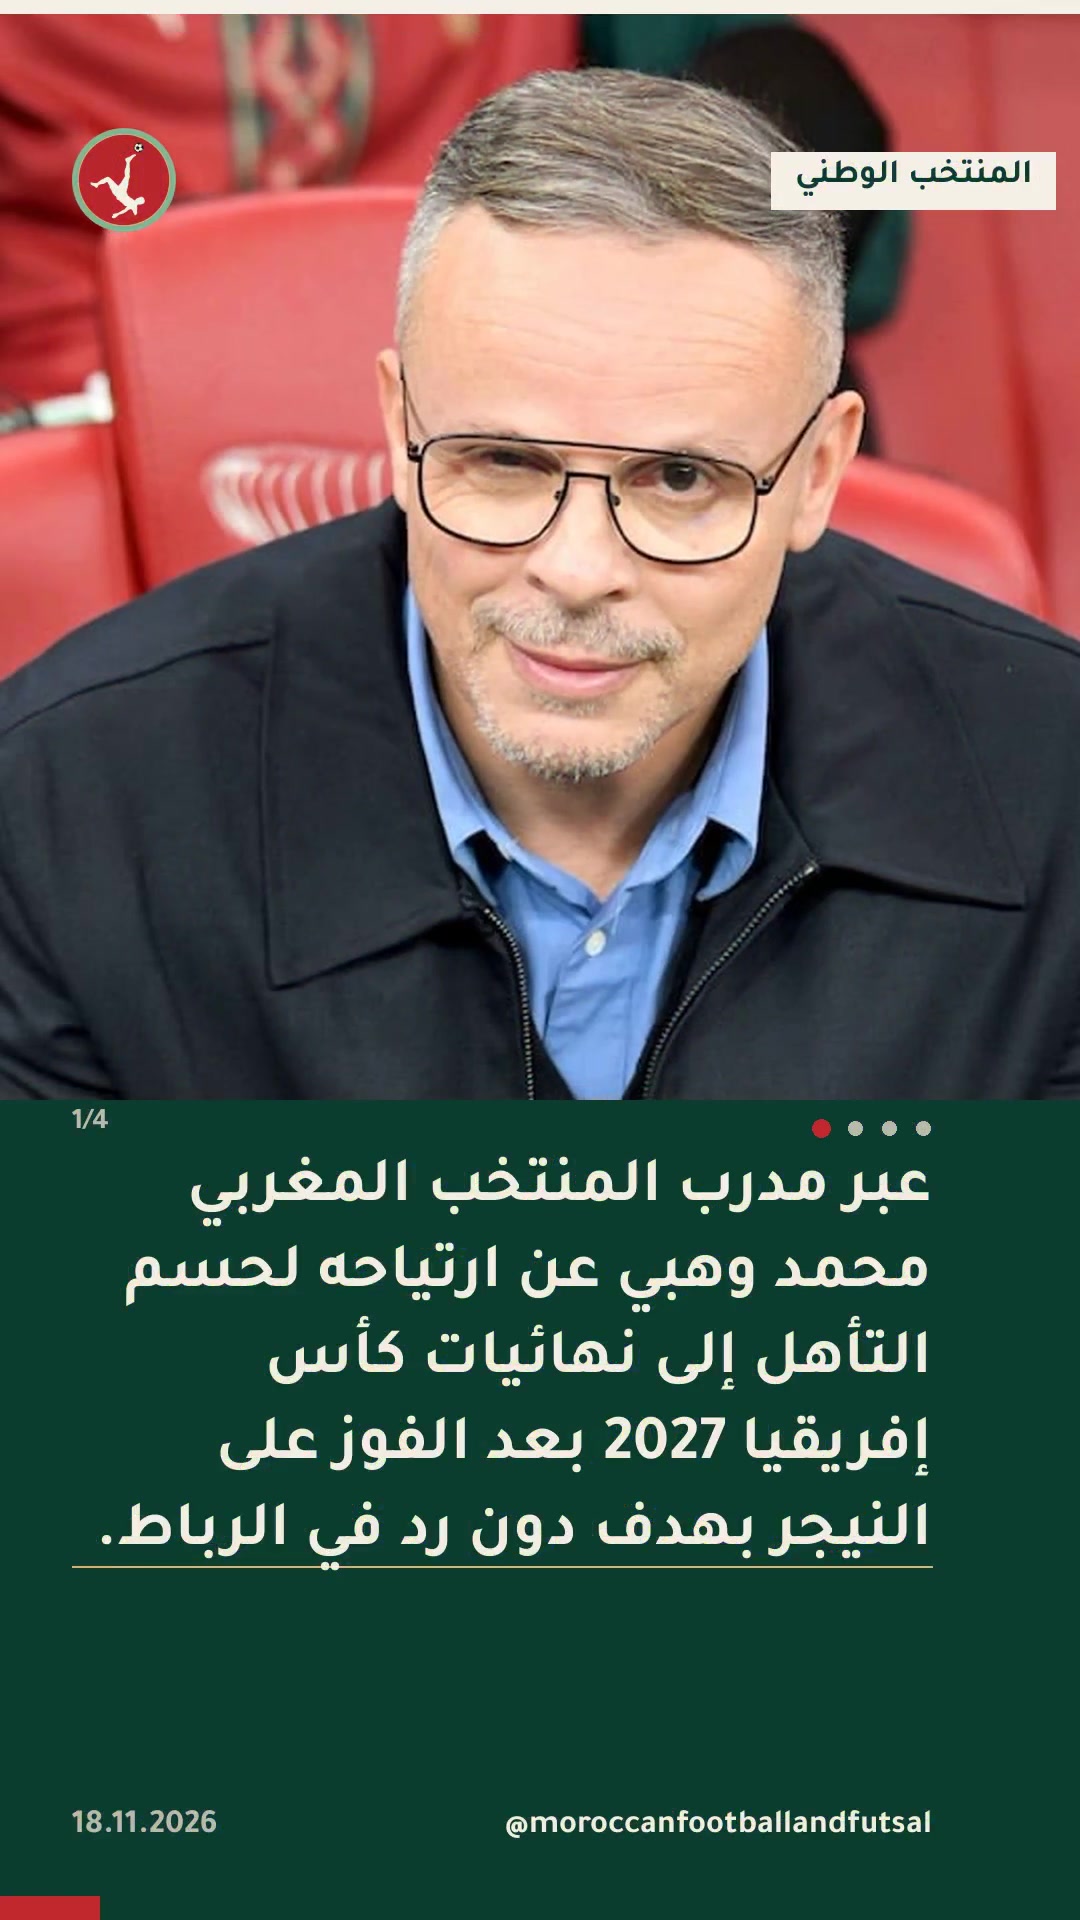 المنتخب الوطني
1/4
عبر مدرب المنتخب المغربي
محمد وهبي عن ارتياحه لحسم
التأهل إلى نهائيات كأس
إفريقيا 2027 بعد الفوز على
النيجر بهدف دون رد في الرباط.
18.11.2026
@moroccanfootballandfutsal